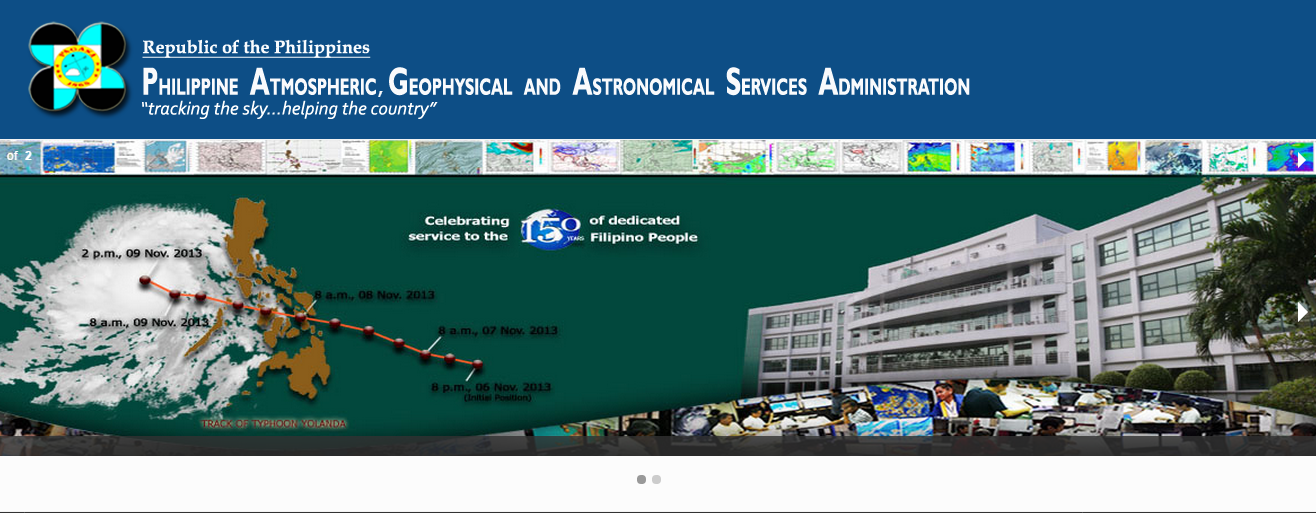 Republic of the Philippines
PHILIPPINE ATMOSPHERIC, GEOPHYSICAL AND ASTRONOMICAL SERVICES ADMINISTRATION
"tracking the sky...helping the country"
of 2
Celebrating 150 YEARS of dedicated
service to the Filipino People
2 p.m., 09 Nov. 2013
8 a.m., 08 Nov. 2013
8 a.m., 09 Nov. 2013
8 a.m., 07 Nov. 2013
8 p.m., 06 Nov. 2013
(Initial Position)
TRACK OF TYPHOON YOLANDA